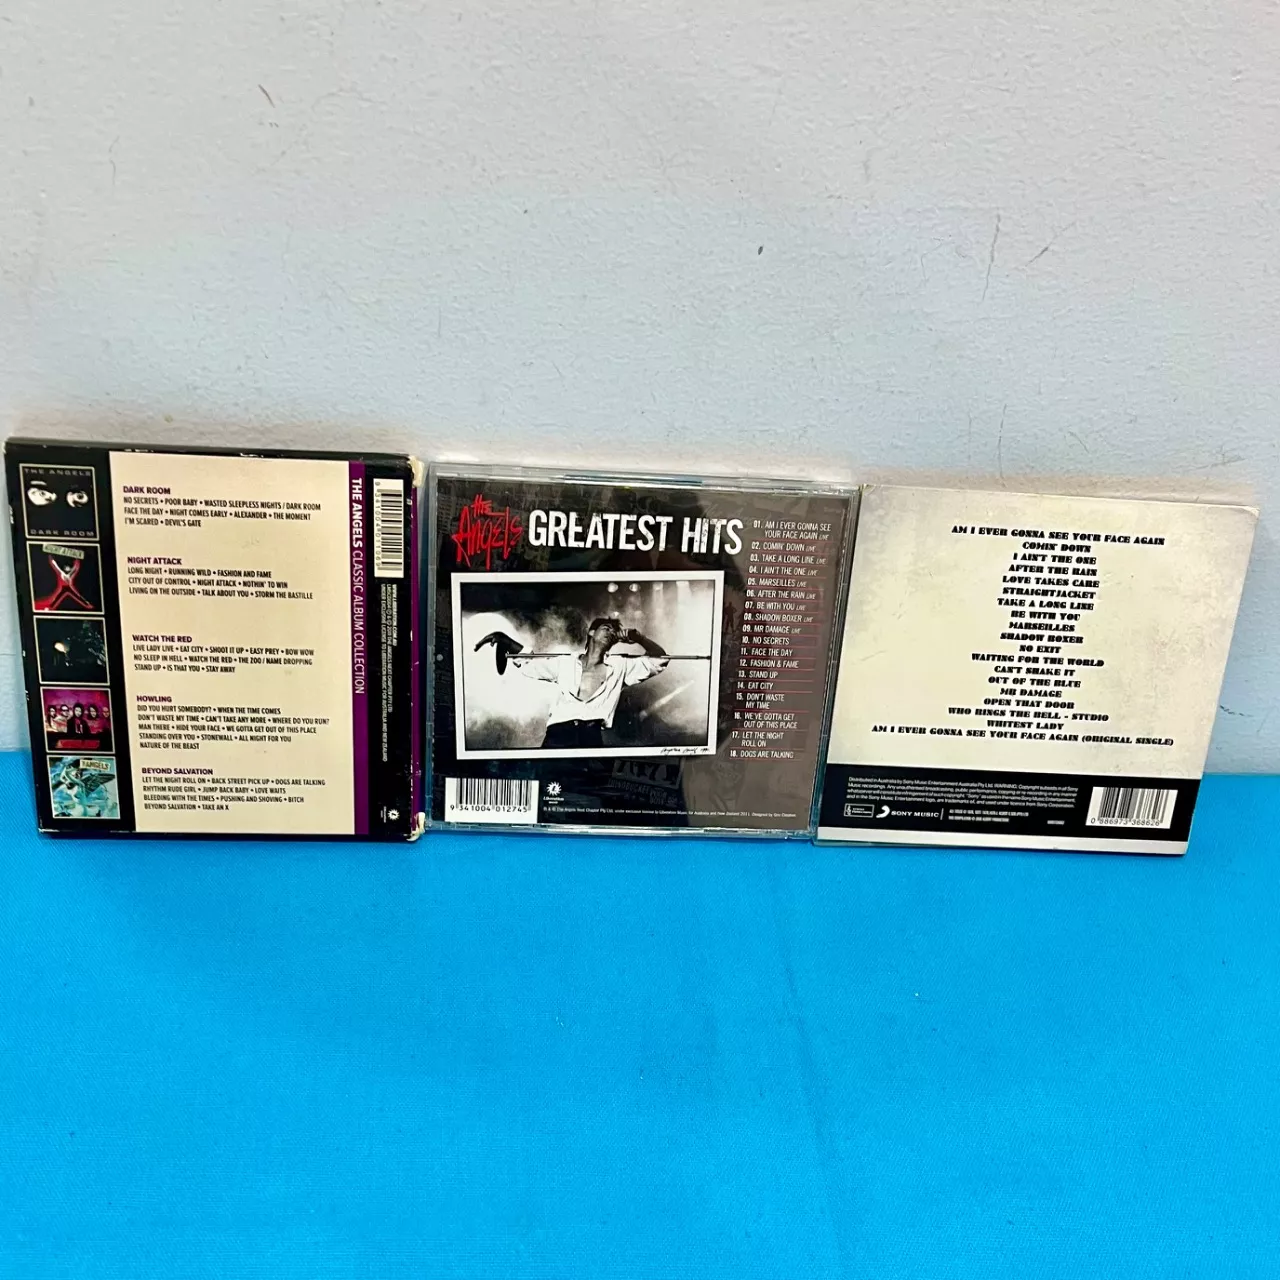 THE ANGELS
DARK ROOM
NIGHT ATTACK
DARK ROOM
NO SECRETS • POOR BABY • WASTED SLEEPLESS NIGHTS / DARK ROOM
FACE THE DAY • NIGHT COMES EARLY • ALEXANDER • THE MOMENT
I'M SCARED • DEVIL'S GATE
NIGHT ATTACK
LONG NIGHT • RUNNING WILD • FASHION AND FAME
CITY OUT OF CONTROL • NIGHT ATTACK • NOTHIN' TO WIN
LIVING ON THE OUTSIDE • TALK ABOUT YOU • STORM THE BASTILLE
WATCH THE RED
LIVE LADY LIVE • EAT CITY • SHOOT IT UP • EASY PREY • BOW WOW
NO SLEEP IN HELL • WATCH THE RED • THE ZOO / NAME DROPPING
STAND UP • IS THAT YOU • STAY AWAY
HOWLING
DID YOU HURT SOMEBODY? • WHEN THE TIME COMES
DON'T WASTE MY TIME • CAN'T TAKE ANY MORE • WHERE DO YOU RUN?
MAN THERE • HIDE YOUR FACE • WE GOTTA GET OUT OF THIS PLACE
STANDING OVER YOU • STONEWALL • ALL NIGHT FOR YOU
NATURE OF THE BEAST
BEYOND SALVATION
LET THE NIGHT ROLL ON • BACK STREET PICK UP • DOGS ARE TALKING
RHYTHM RUDE GIRL • JUMP BACK BABY • LOVE WAITS
BLEEDING WITH THE TIMES • PUSHING AND SHOVING • BITCH
BEYOND SALVATION • TAKE AN X
THE ANGELS CLASSIC ALBUM COLLECTION
WWW.LIBERATION.COM.AU
the Angels GREATEST HITS
01. AM I EVER GONNA SEE
YOUR FACE AGAIN LIVE
02. COMIN' DOWN LIVE
03. TAKE A LONG LINE LIVE
04. I AIN'T THE ONE LIVE
05. MARSEILLES LIVE
06. AFTER THE RAIN LIVE
07. BE WITH YOU LIVE
08. SHADOW BOXER LIVE
09. MR DAMAGE LIVE
10. NO SECRETS
11. FACE THE DAY
12. FASHION & FAME
13. STAND UP
14. EAT CITY
15. DON'T WASTE
MY TIME
16. WE'VE GOTTA GET
OUT OF THIS PLACE
17. LET THE NIGHT
ROLL ON
18. DOGS ARE TALKING
9 341004 012745
Liberation
AM I EVER GONNA SEE YOUR FACE AGAIN
COMIN DOWN
I AIN'T THE ONE
AFTER THE RAIN
LOVE TAKES CARE
STRAIGHTJACKET
TAKE A LONG LINE
BE WITH YOU
MARSEILLES
SHADOW BOXER
NO EXIT
WAITING FOR THE WORLD
CAN'T SHAKE IT
OUT OF THE BLUE
MR DAMAGE
OPEN THAT DOOR
WHO RINGS THE BELL - STUDIO
WHITEST LADY
AM I EVER GONNA SEE YOUR FACE AGAIN (ORIGINAL SINGLE)
SONY MUSIC
0 886973 368626